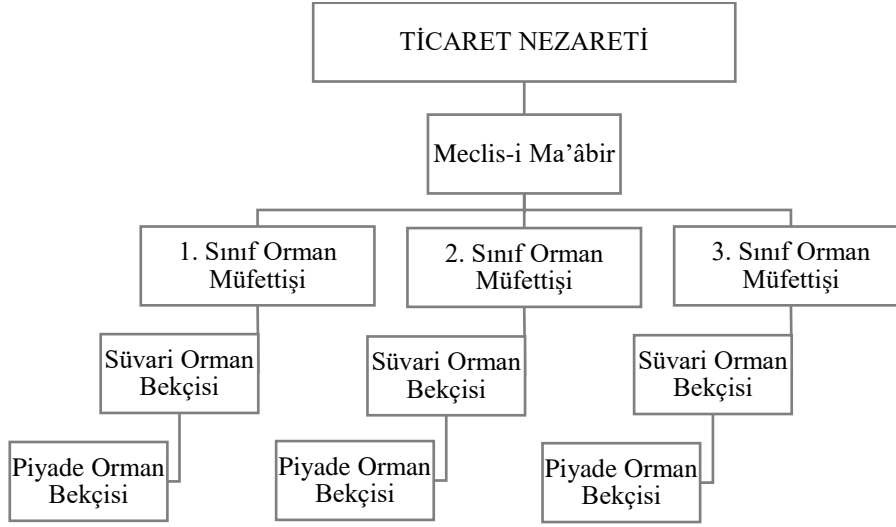 TİCARET NEZARETİ
Meclis-i Ma’âbir
1. Sınıf Orman
Müfettişi
2. Sınıf Orman
Müfettişi
3. Sınıf Orman
Müfettişi
Süvari Orman
Bekçisi
Süvari Orman
Bekçisi
Süvari Orman
Bekçisi
Piyade Orman
Bekçisi
Piyade Orman
Bekçisi
Piyade Orman
Bekçisi